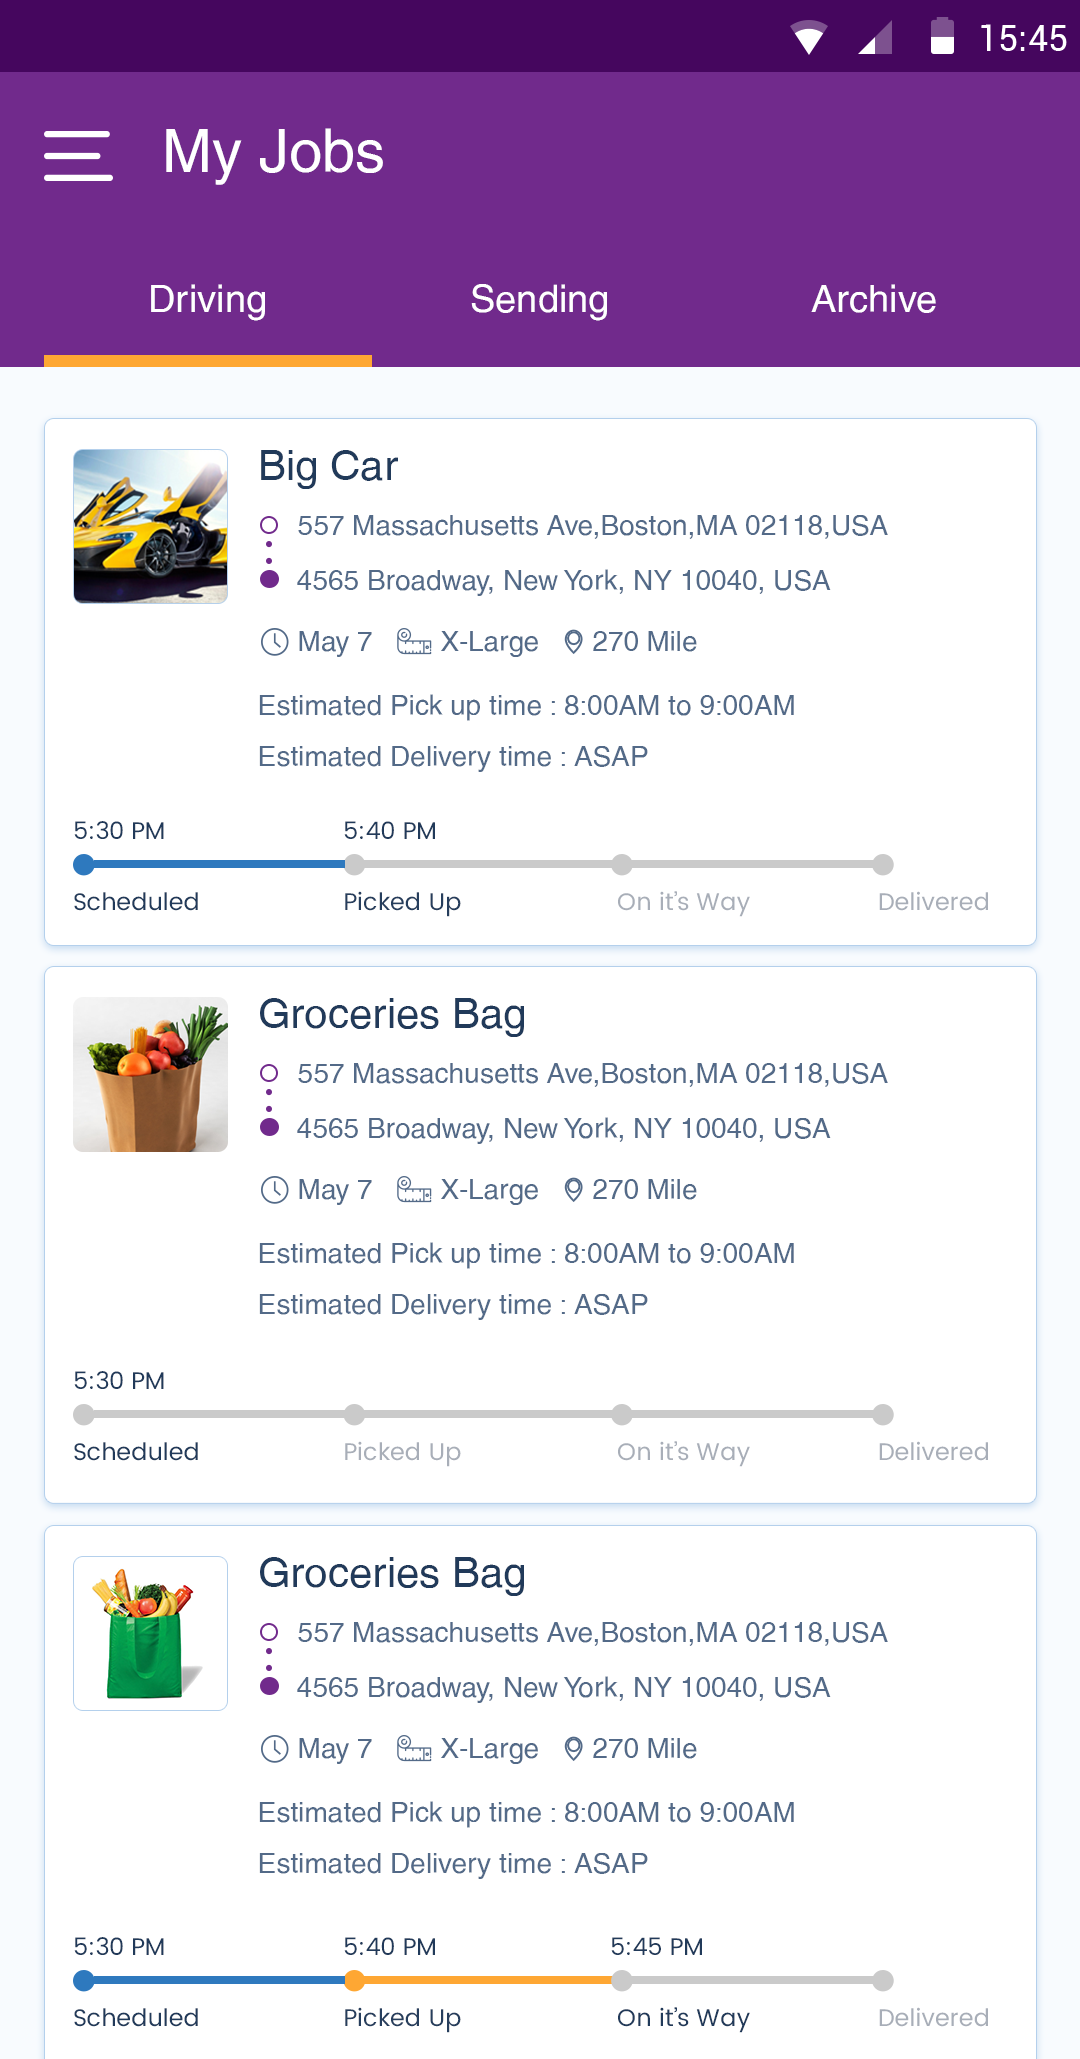 15:45
My Jobs
Driving Sending Archive
Big Car
557 Massachusetts Ave,Boston,MA 02118,USA
4565 Broadway, New York, NY 10040, USA
May 7 X-Large 270 Mile
Estimated Pick up time : 8:00AM to 9:00AM
Estimated Delivery time : ASAP
5:30 PM 5:40 PM
Scheduled Picked Up On it's Way Delivered
Groceries Bag
557 Massachusetts Ave,Boston,MA 02118,USA
4565 Broadway, New York, NY 10040, USA
May 7 X-Large 270 Mile
Estimated Pick up time : 8:00AM to 9:00AM
Estimated Delivery time : ASAP
5:30 PM
Scheduled Picked Up On it's Way Delivered
Groceries Bag
557 Massachusetts Ave,Boston,MA 02118,USA
4565 Broadway, New York, NY 10040, USA
May 7 X-Large 270 Mile
Estimated Pick up time : 8:00AM to 9:00AM
Estimated Delivery time : ASAP
5:30 PM 5:40 PM 5:45 PM
Scheduled Picked Up On it's Way Delivered